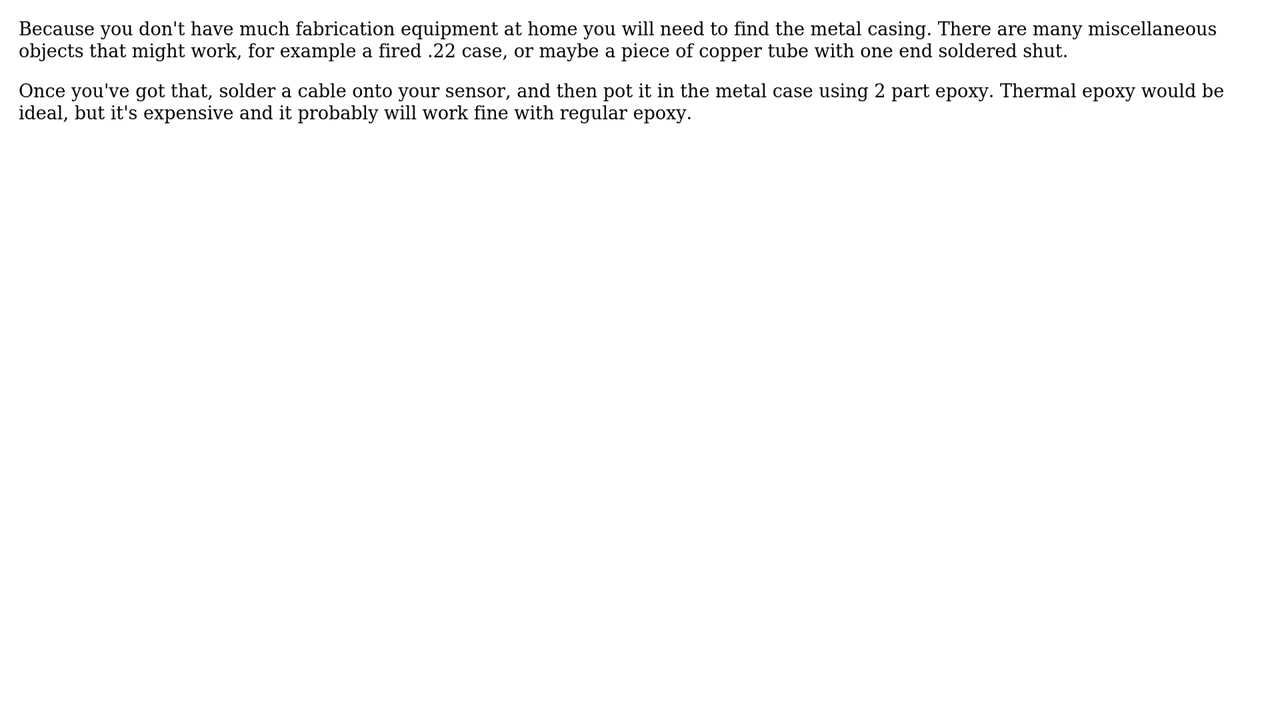 Because you don't have much fabrication equipment at home you will need to find the metal casing. There are many miscellaneous
objects that might work, for example a fired .22 case, or maybe a piece of copper tube with one end soldered shut.
Once you've got that, solder a cable onto your sensor, and then pot it in the metal case using 2 part epoxy. Thermal epoxy would be
ideal, but it's expensive and it probably will work fine with regular epoxy.